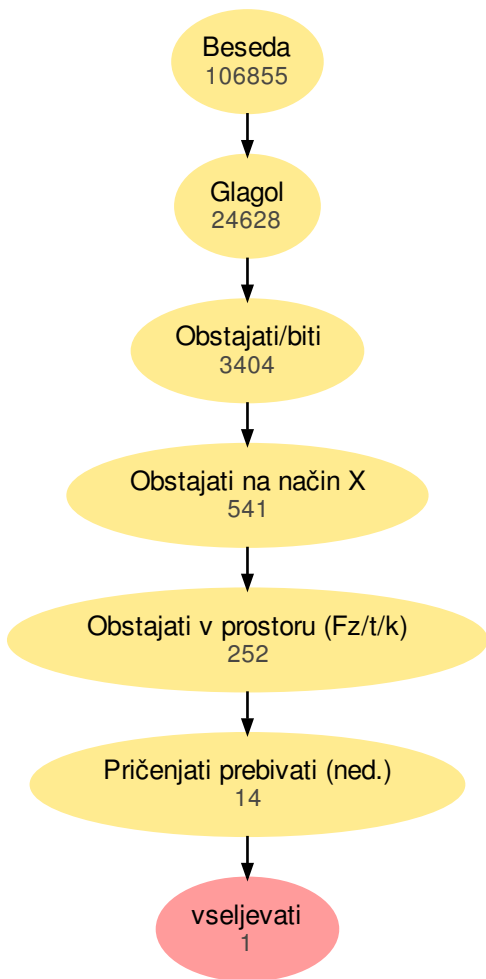 Beseda
106855
Glagol
24628
Obstajati/biti
3404
Obstajati na način X
541
Obstajati v prostoru (Fz/t/k)
252
Pričenjati prebivati (ned.)
14
vseljevati
1